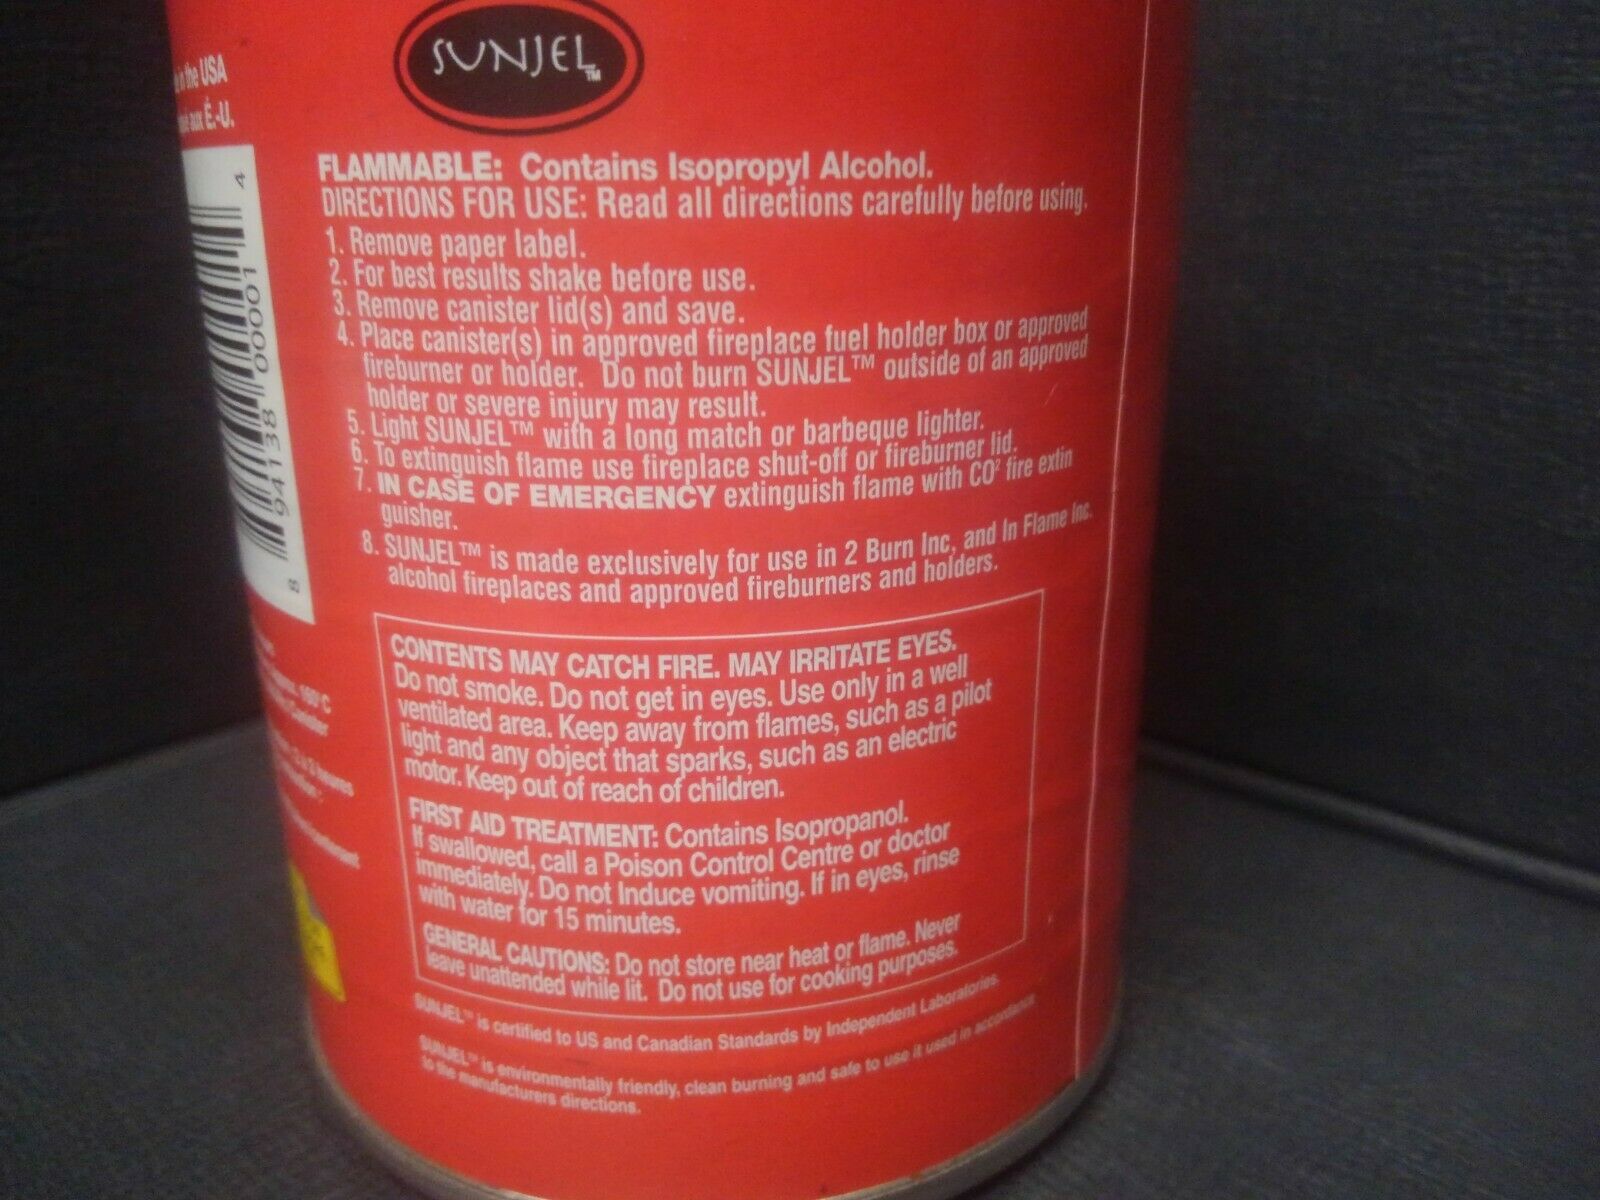 SUNJEL™
the USA
aux É.-U.
FLAMMABLE: Contains Isopropyl Alcohol.
DIRECTIONS FOR USE: Read all directions carefully before using.
1. Remove paper label.
2. For best results shake before use.
3. Remove canister lid(s) and save.
4. Place canister(s) in approved fireplace fuel holder box or approved
fireburner or holder. Do not burn SUNJEL™ outside of an approved
holder or severe injury may result.
5. Light SUNJEL™ with a long match or barbeque lighter.
6. To extinguish flame use fireplace shut-off or fireburner lid.
7. IN CASE OF EMERGENCY extinguish flame with CO² fire extin
guisher.
8. SUNJEL™ is made exclusively for use in 2 Burn Inc, and In Flame Inc.
alcohol fireplaces and approved fireburners and holders.
CONTENTS MAY CATCH FIRE. MAY IRRITATE EYES.
Do not smoke. Do not get in eyes. Use only in a well
ventilated area. Keep away from flames, such as a pilot
light and any object that sparks, such as an electric
motor. Keep out of reach of children.
FIRST AID TREATMENT: Contains Isopropanol.
If swallowed, call a Poison Control Centre or doctor
immediately. Do not Induce vomiting. If in eyes, rinse
with water for 15 minutes.
GENERAL CAUTIONS: Do not store near heat or flame. Never
leave unattended while lit. Do not use for cooking purposes.
SUNJEL™ is certified to US and Canadian Standards by Independent Laboratories.
SUNJEL™ is environmentally friendly, clean burning and safe to use it used in accordance
to the manufacturers directions.
8 94138 00001 4
heures